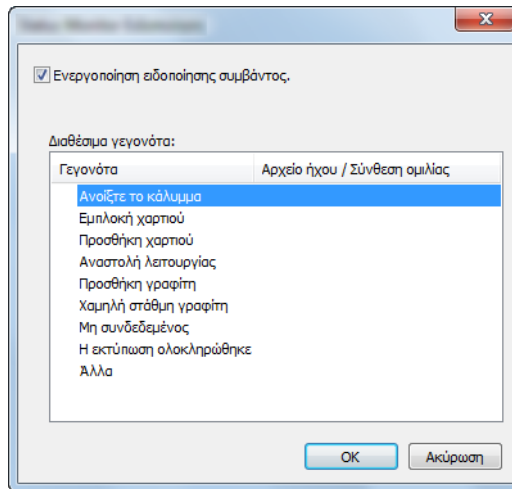 Ενεργοποίηση ειδοποίησης συμβάντος.
Διαθέσιμα γεγονότα:
Γεγονότα Αρχείο ήχου / Σύνθεση ομιλίας
Ανοίξτε το κάλυμμα
Εμπλοκή χαρτιού
Προσθήκη χαρτιού
Αναστολή λειτουργίας
Προσθήκη γραφίτη
Χαμηλή στάθμη γραφίτη
Μη συνδεδεμένος
Η εκτύπωση ολοκληρώθηκε
Άλλα
OK Ακύρωση